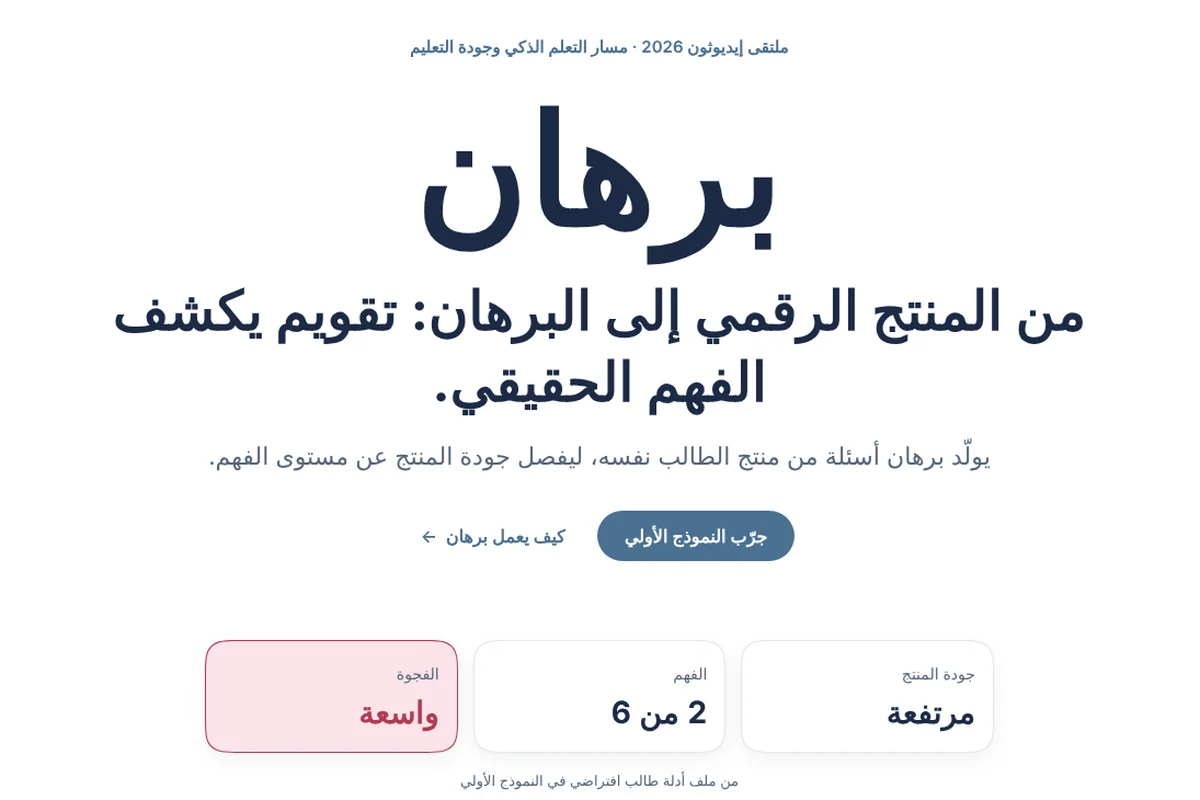 ملتقى إيديوثون 2026 · مسار التعلم الذكي وجودة التعليم
برهان
من المنتج الرقمي إلى البرهان: تقويم يكشف
الفهم الحقيقي.
يولّد برهان أسئلة من منتج الطالب نفسه، ليفصل جودة المنتج عن مستوى الفهم.
جرّب النموذج الأولي
كيف يعمل برهان ←
جودة المنتج
مرتفعة
الفهم
2 من 6
الفجوة
واسعة
من ملف أدلة طالب افتراضي في النموذج الأولي